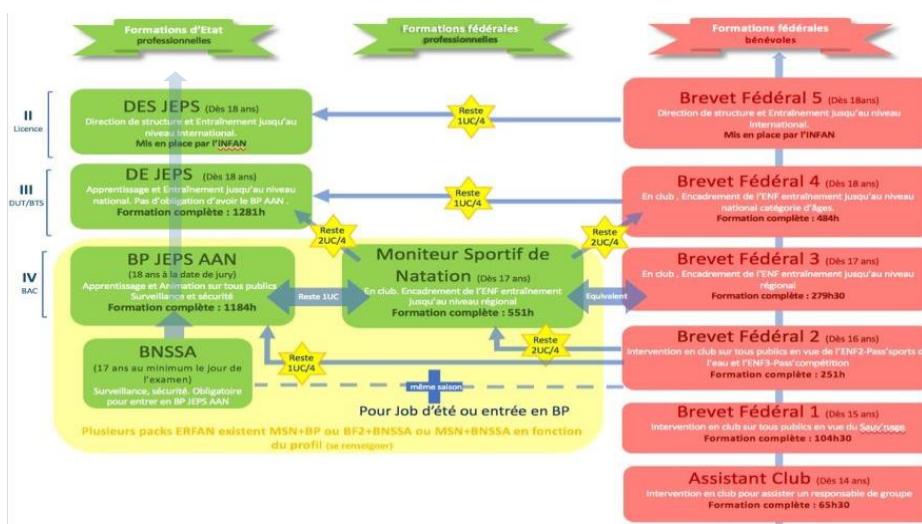 Formations d'Etat
professionnelles
Formations fédérales
professionnelles
Formations fédérales
bénévoles
II
Licence
DES JEPS (Dès 18 ans)
Direction de structure et Entraînement jusqu'au
niveau International.
Mis en place par l'INFAN
Reste
1UC/4
Brevet Fédéral 5 (Dès 18ans)
Direction de structure et Entraînement jusqu'au niveau
International.
Mis en place par l'INFAN
III
DUT/BTS
DE JEPS (Dès 18 ans)
Apprentissage et Entraînement jusqu'au niveau
national. Pas d'obligation d'avoir le BP AAN .
Formation complète : 1281h
Reste
1UC/4
Brevet Fédéral 4 (Dès 18 ans)
En club , Encadrement de l'ENF entraînement jusqu'au niveau
national catégorie d'âges.
Formation complète : 484h
Reste
2UC/4
Reste
2UC/4
IV
BAC
BP JEPS AAN
(18 ans à la date de jury)
Apprentissage et Animation sur tous publics
Surveillance et sécurité
Formation complète : 1184h
Reste 1UC
Moniteur Sportif de
Natation (Dès 17 ans)
En club. Encadrement de l'ENF entraînement
jusqu'au niveau régional
Formation complète : 551h
Equivalent
Brevet Fédéral 3 (Dès 17 ans)
En club , Encadrement de l'ENF entraînement jusqu'au niveau
régional
Formation complète : 279h30
Reste
1UC/4
Reste
2UC/4
BNSSA
(17 ans au minimum le jour de
l'examen)
Surveillance, sécurité. Obligatoire
pour entrer en BP JEPS AAN
même saison
Pour Job d'été ou entrée en BP
Brevet Fédéral 2 (Dès 16 ans)
Intervention en club sur tous publics en vue de l'ENF2-Pass'sports de
l'eau et l'ENF3-Pass'compétition
Formation complète : 251h
Plusieurs packs ERFAN existent MSN+BP ou BF2+BNSSA ou MSN+BNSSA en fonction
du profil (se renseigner)
Brevet Fédéral 1 (Dès 15 ans)
Intervention en club sur tous publics en vue du Sauv'nage
Formation complète : 104h30
Assistant Club (Dès 14 ans)
Intervention en club pour assister un responsable de groupe
Formation complète : 65h30